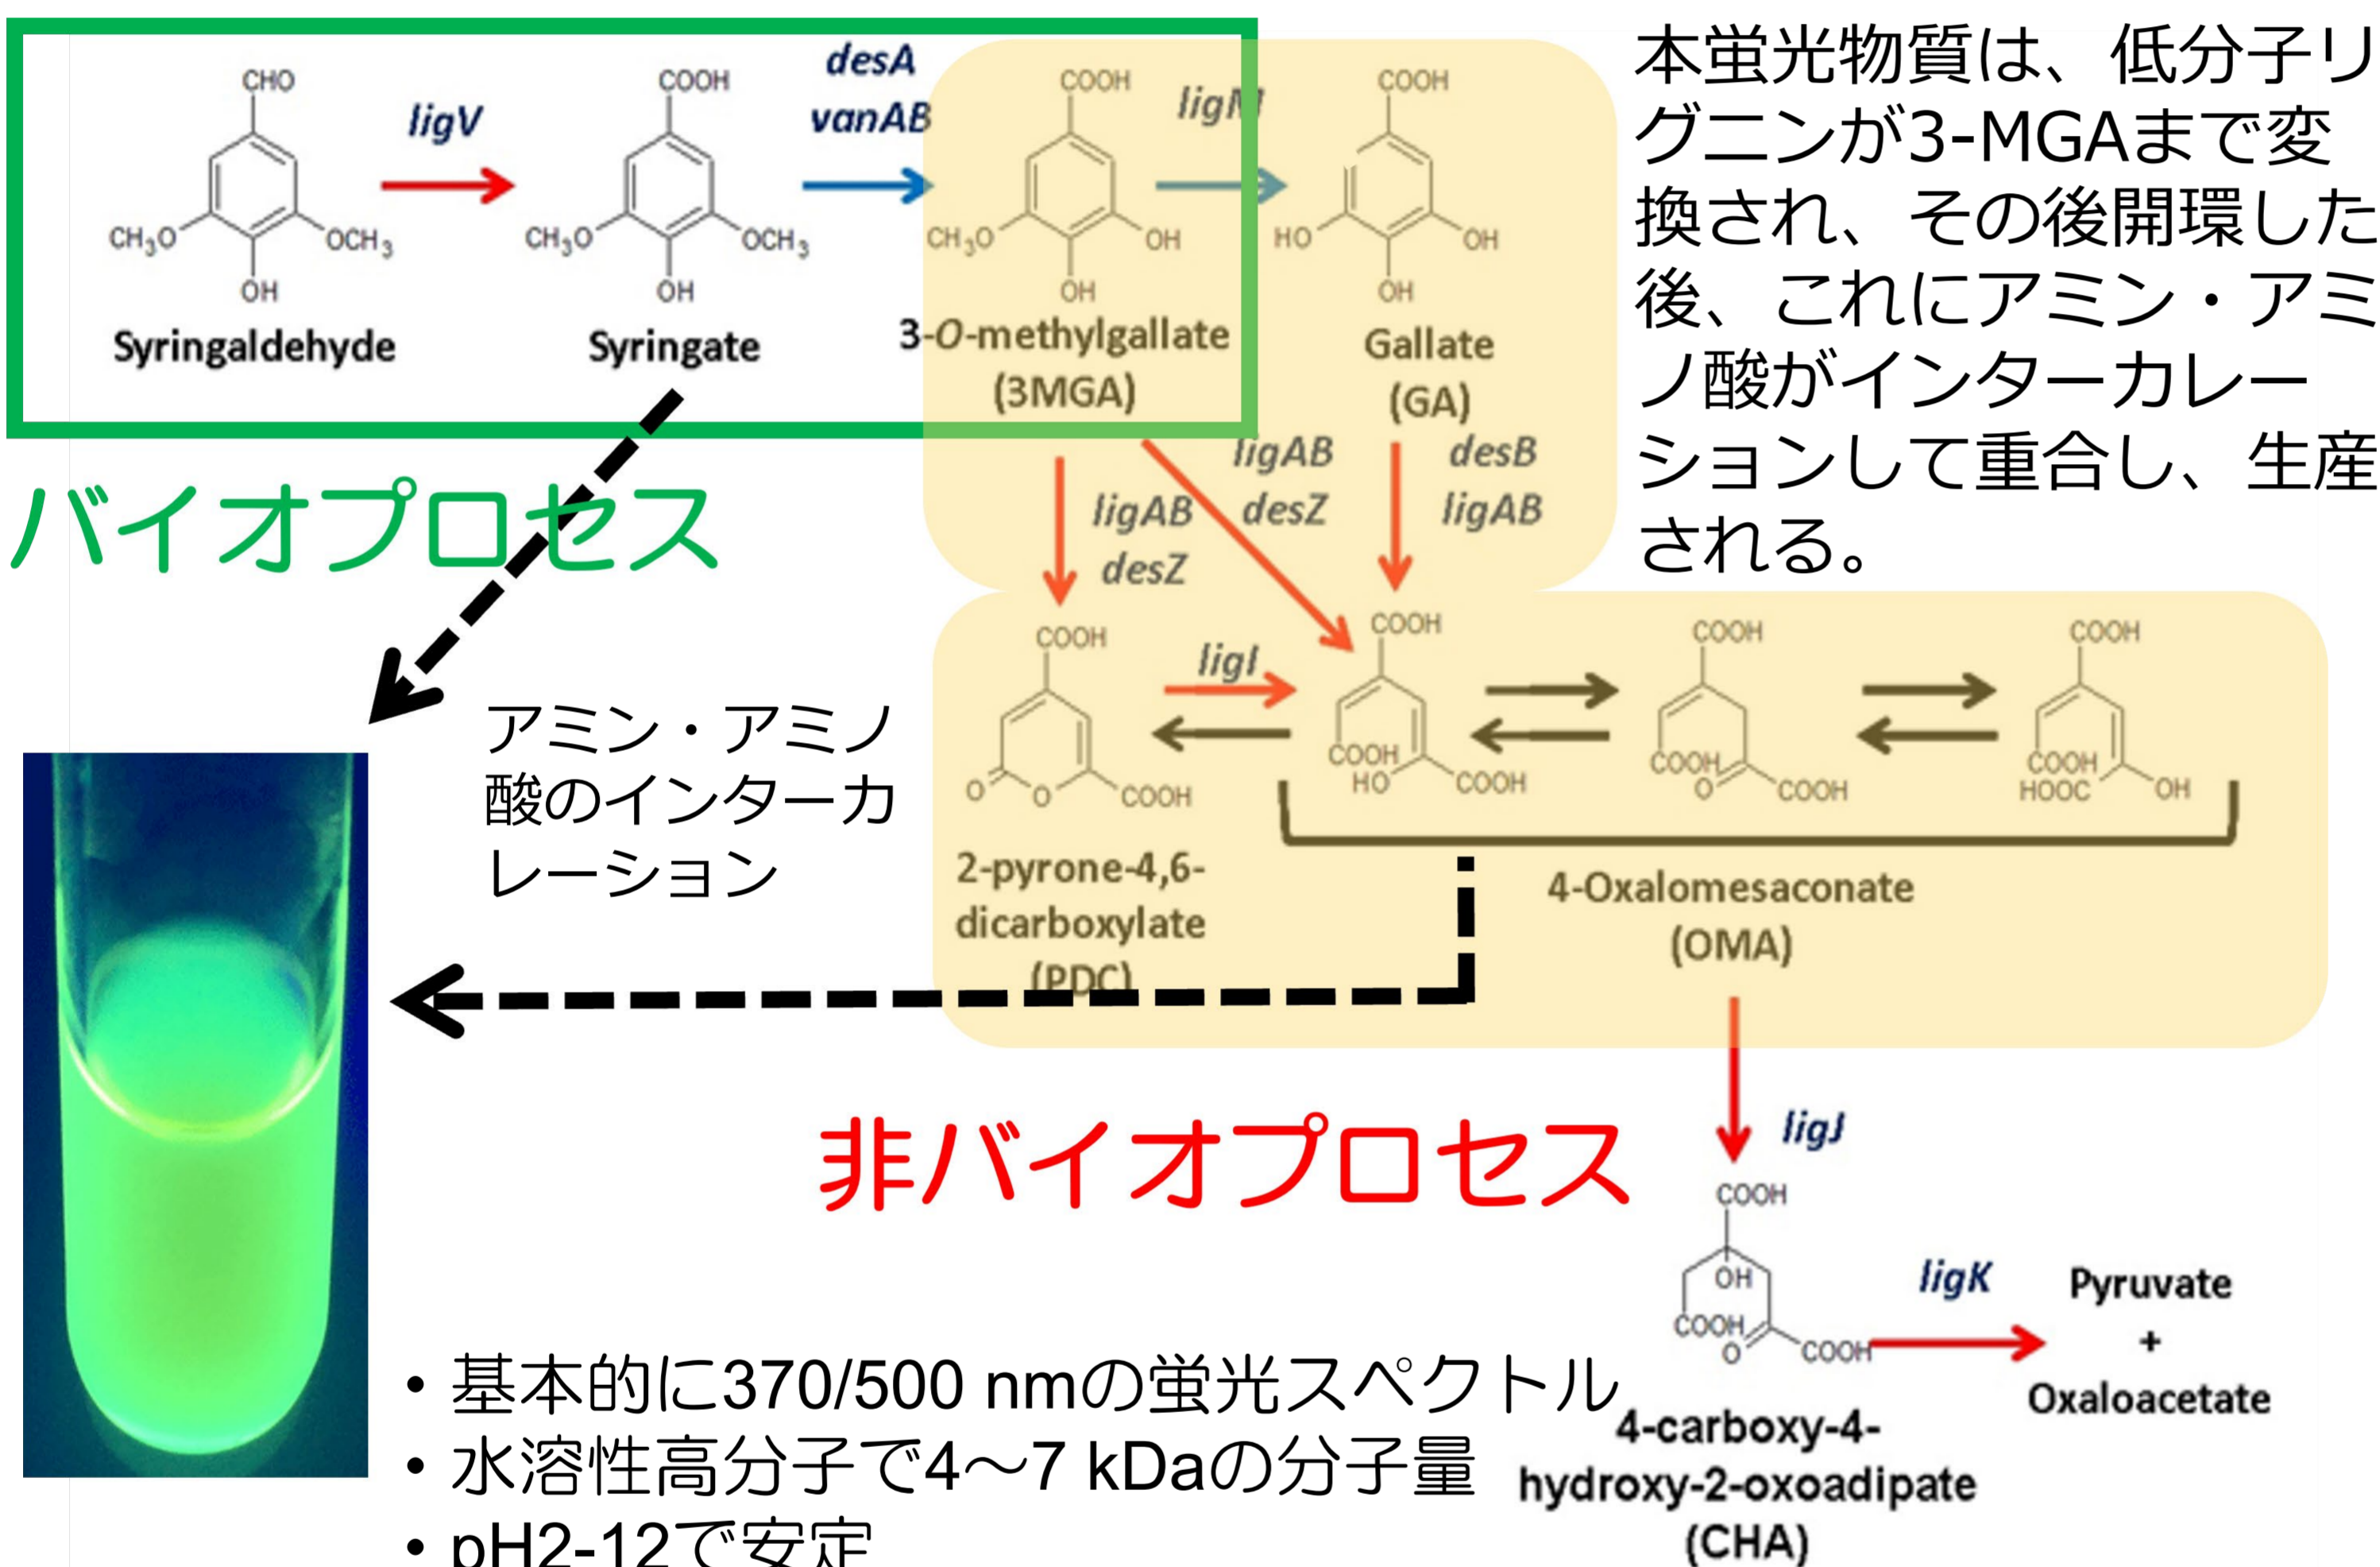 desA
本蛍光物質は、低分子リ
CHO
COOH
COOH
COOH
ligV
vanAB
ligM
グニンが3-MGAまで変
換され、その後開環した
CH3O
OCH3
CH3O
OCH3
CH3O
OH
HO
OH
OH
OH
OH
OH
後、これにアミン・アミ
Syringaldehyde
Syringate
3-O-methylgallate
(3MGA)
Gallate
(GA)
ノ酸がインターカレー
ションして重合し、生産
される。
バイオプロセス
ligAB
desZ
ligAB
desZ
desB
ligAB
COOH
COOH
COOH
COOH
ligI
アミン・アミノ
酸のインターカ
レーション
O
O
COOH
COOH
HO
COOH
COOH
O
COOH
COOH
HOOC
OH
2-pyrone-4,6-
dicarboxylate
(PDC)
4-Oxalomesaconate
(OMA)
非バイオプロセス
ligJ
COOH
OH
COOH
O
COOH
ligK
Pyruvate
+
Oxaloacetate
• 基本的に370/500 nmの蛍光スペクトル
• 水溶性高分子で4～7 kDaの分子量
• pH2-12で安定
4-carboxy-4-
hydroxy-2-oxoadipate
(CHA)